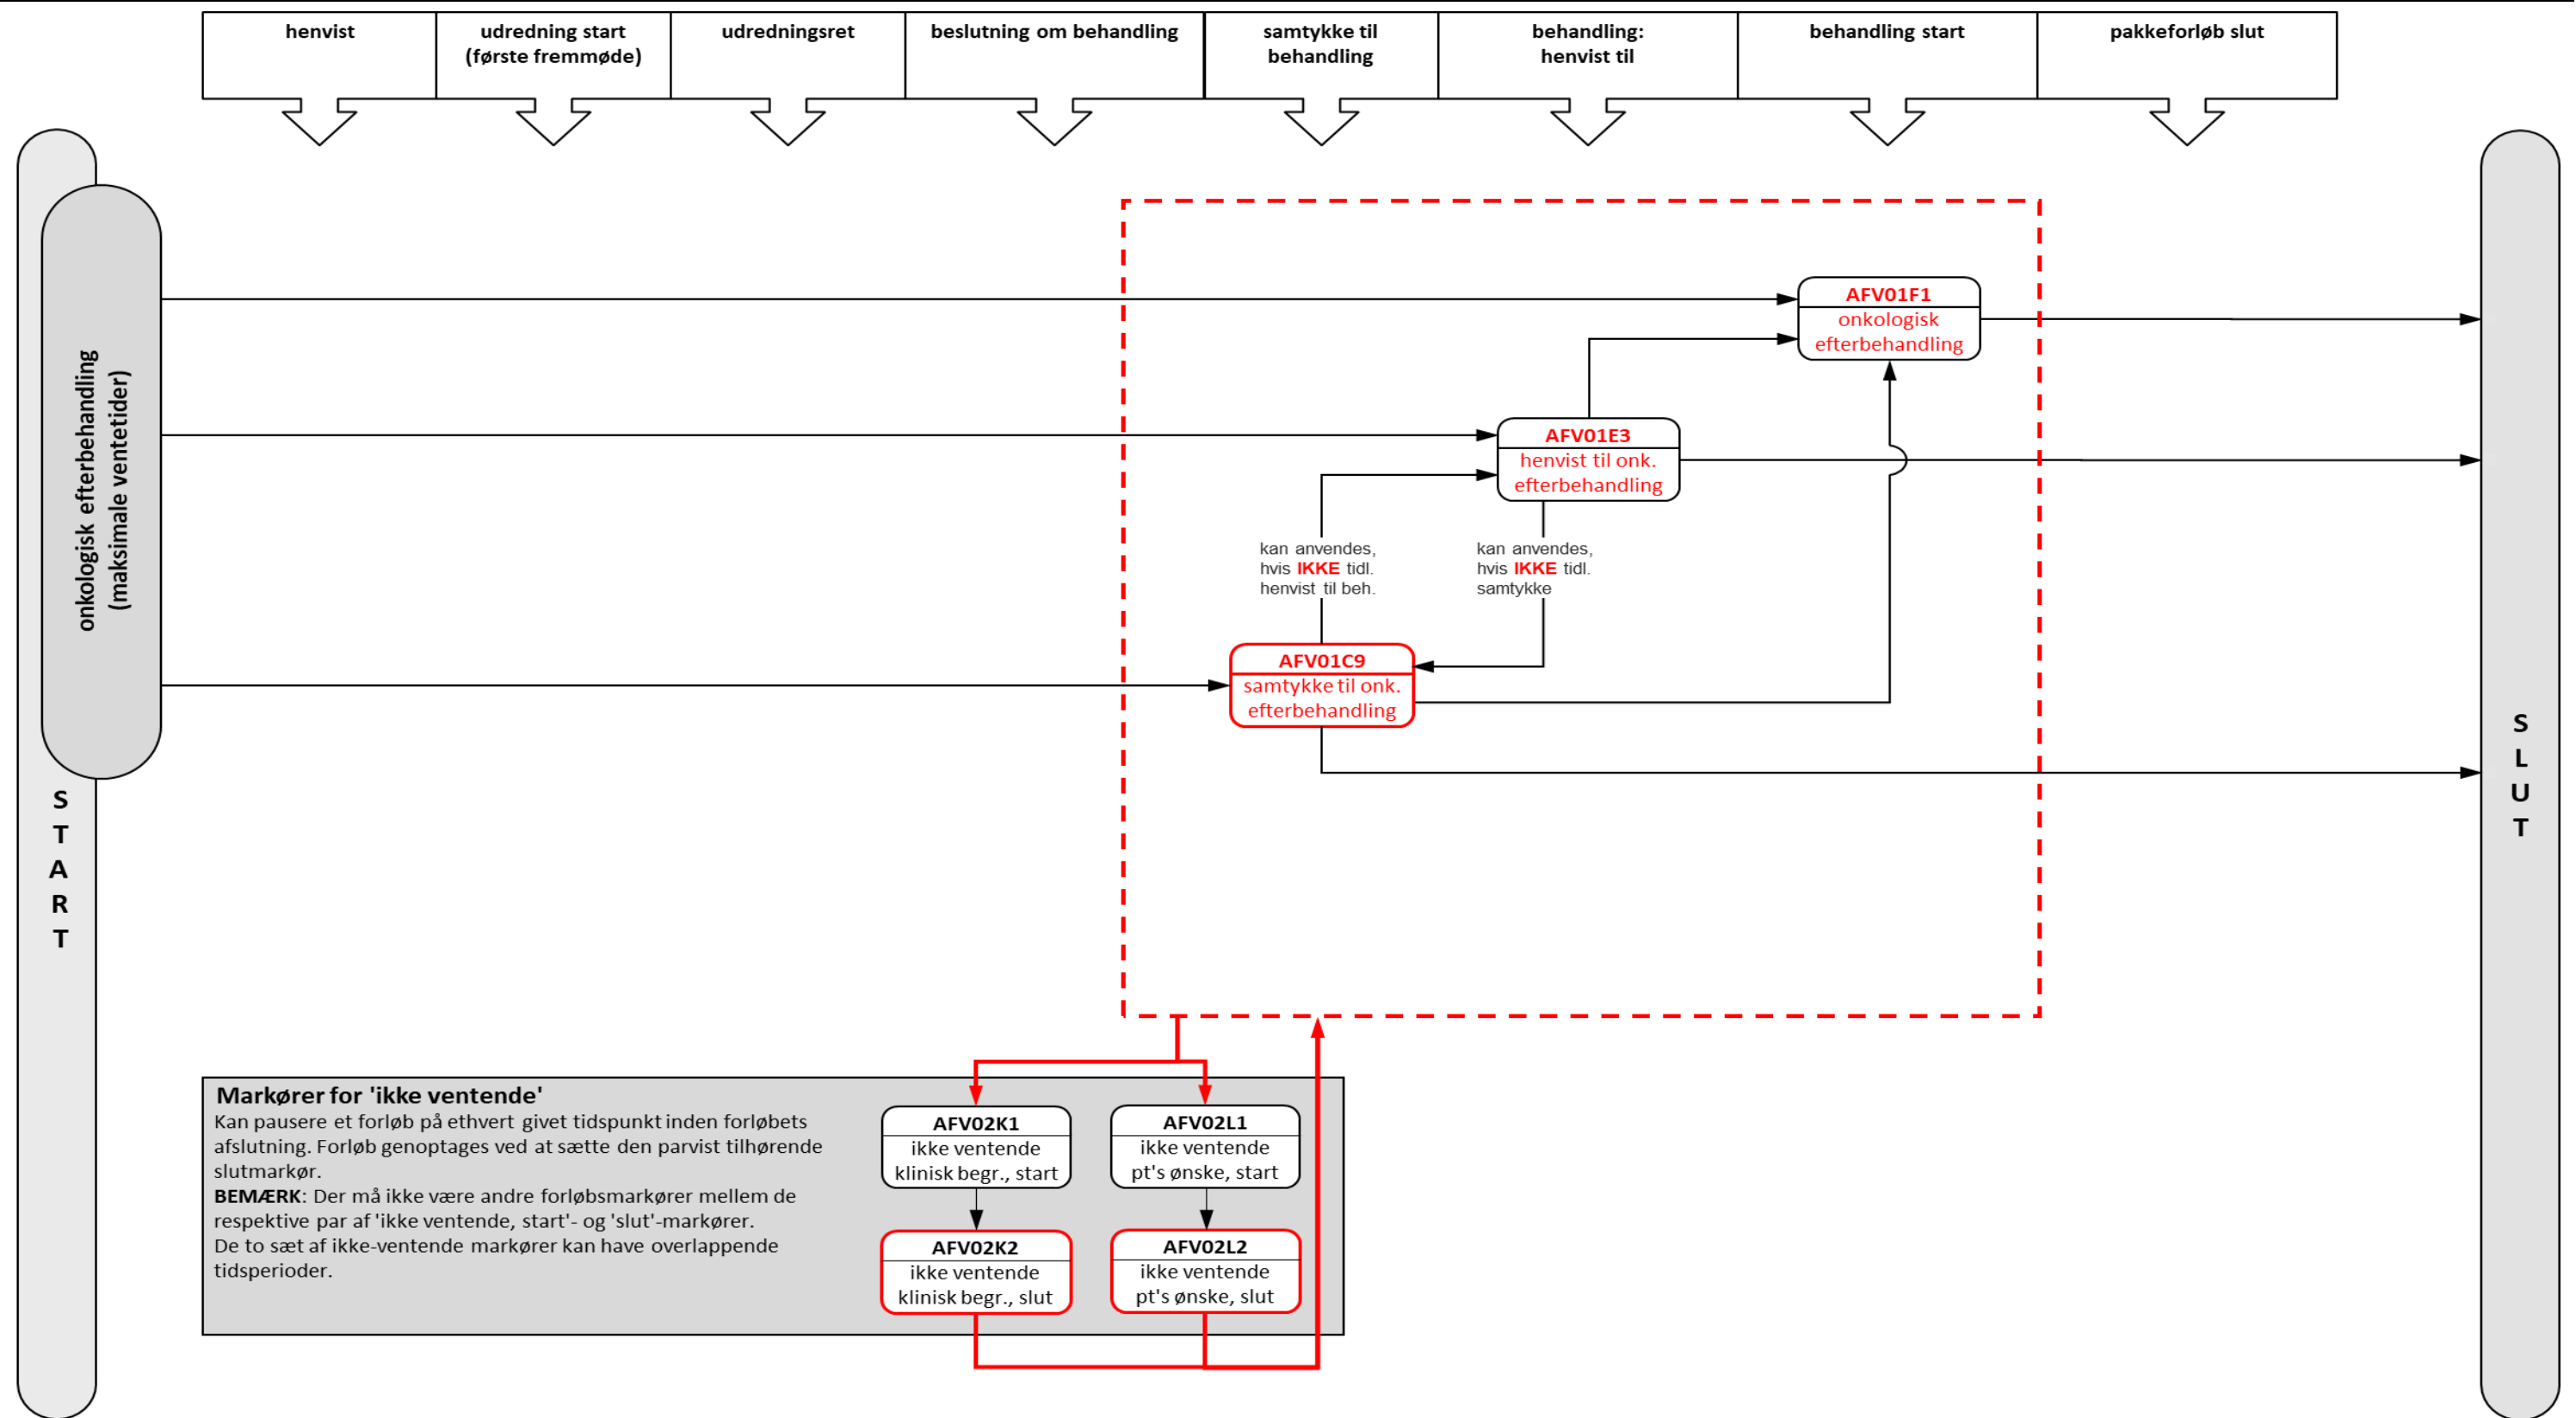 henvist
udredning start
(første fremmøde)
udredningsret
beslutning om behandling
samtykke til
behandling
behandling:
henvist til
behandling start
pakkeforløb slut
onkologisk efterbehandling
(maksimale ventetider)
START
AFV01F1
onkologisk
efterbehandling
AFV01E3
henvist til onk.
efterbehandling
kan anvendes,
hvis IKKE tidl.
henvist til beh.
kan anvendes,
hvis IKKE tidl.
samtykke
AFV01C9
samtykke til onk.
efterbehandling
SLUT
Markører for 'ikke ventende'
Kan pausere et forløb på ethvert givet tidspunkt inden forløbets
afslutning. Forløb genoptages ved at sætte den parvist tilhørende
slutmarkør.
BEMÆRK: Der må ikke være andre forløbsmarkører mellem de
respektive par af 'ikke ventende, start'- og 'slut'-markører.
De to sæt af ikke-ventende markører kan have overlappende
tidsperioder.
AFV02K1
ikke ventende
klinisk begr., start
AFV02L1
ikke ventende
pt's ønske, start
AFV02K2
ikke ventende
klinisk begr., slut
AFV02L2
ikke ventende
pt's ønske, slut